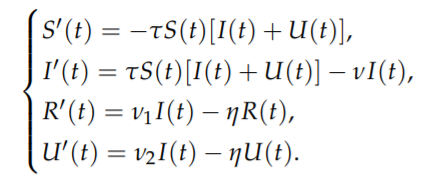 S′(t) = −τS(t)[I(t) + U(t)],
I′(t) = τS(t)[I(t) + U(t)] − νI(t),
R′(t) = ν₁I(t) − ηR(t),
U′(t) = ν₂I(t) − ηU(t).